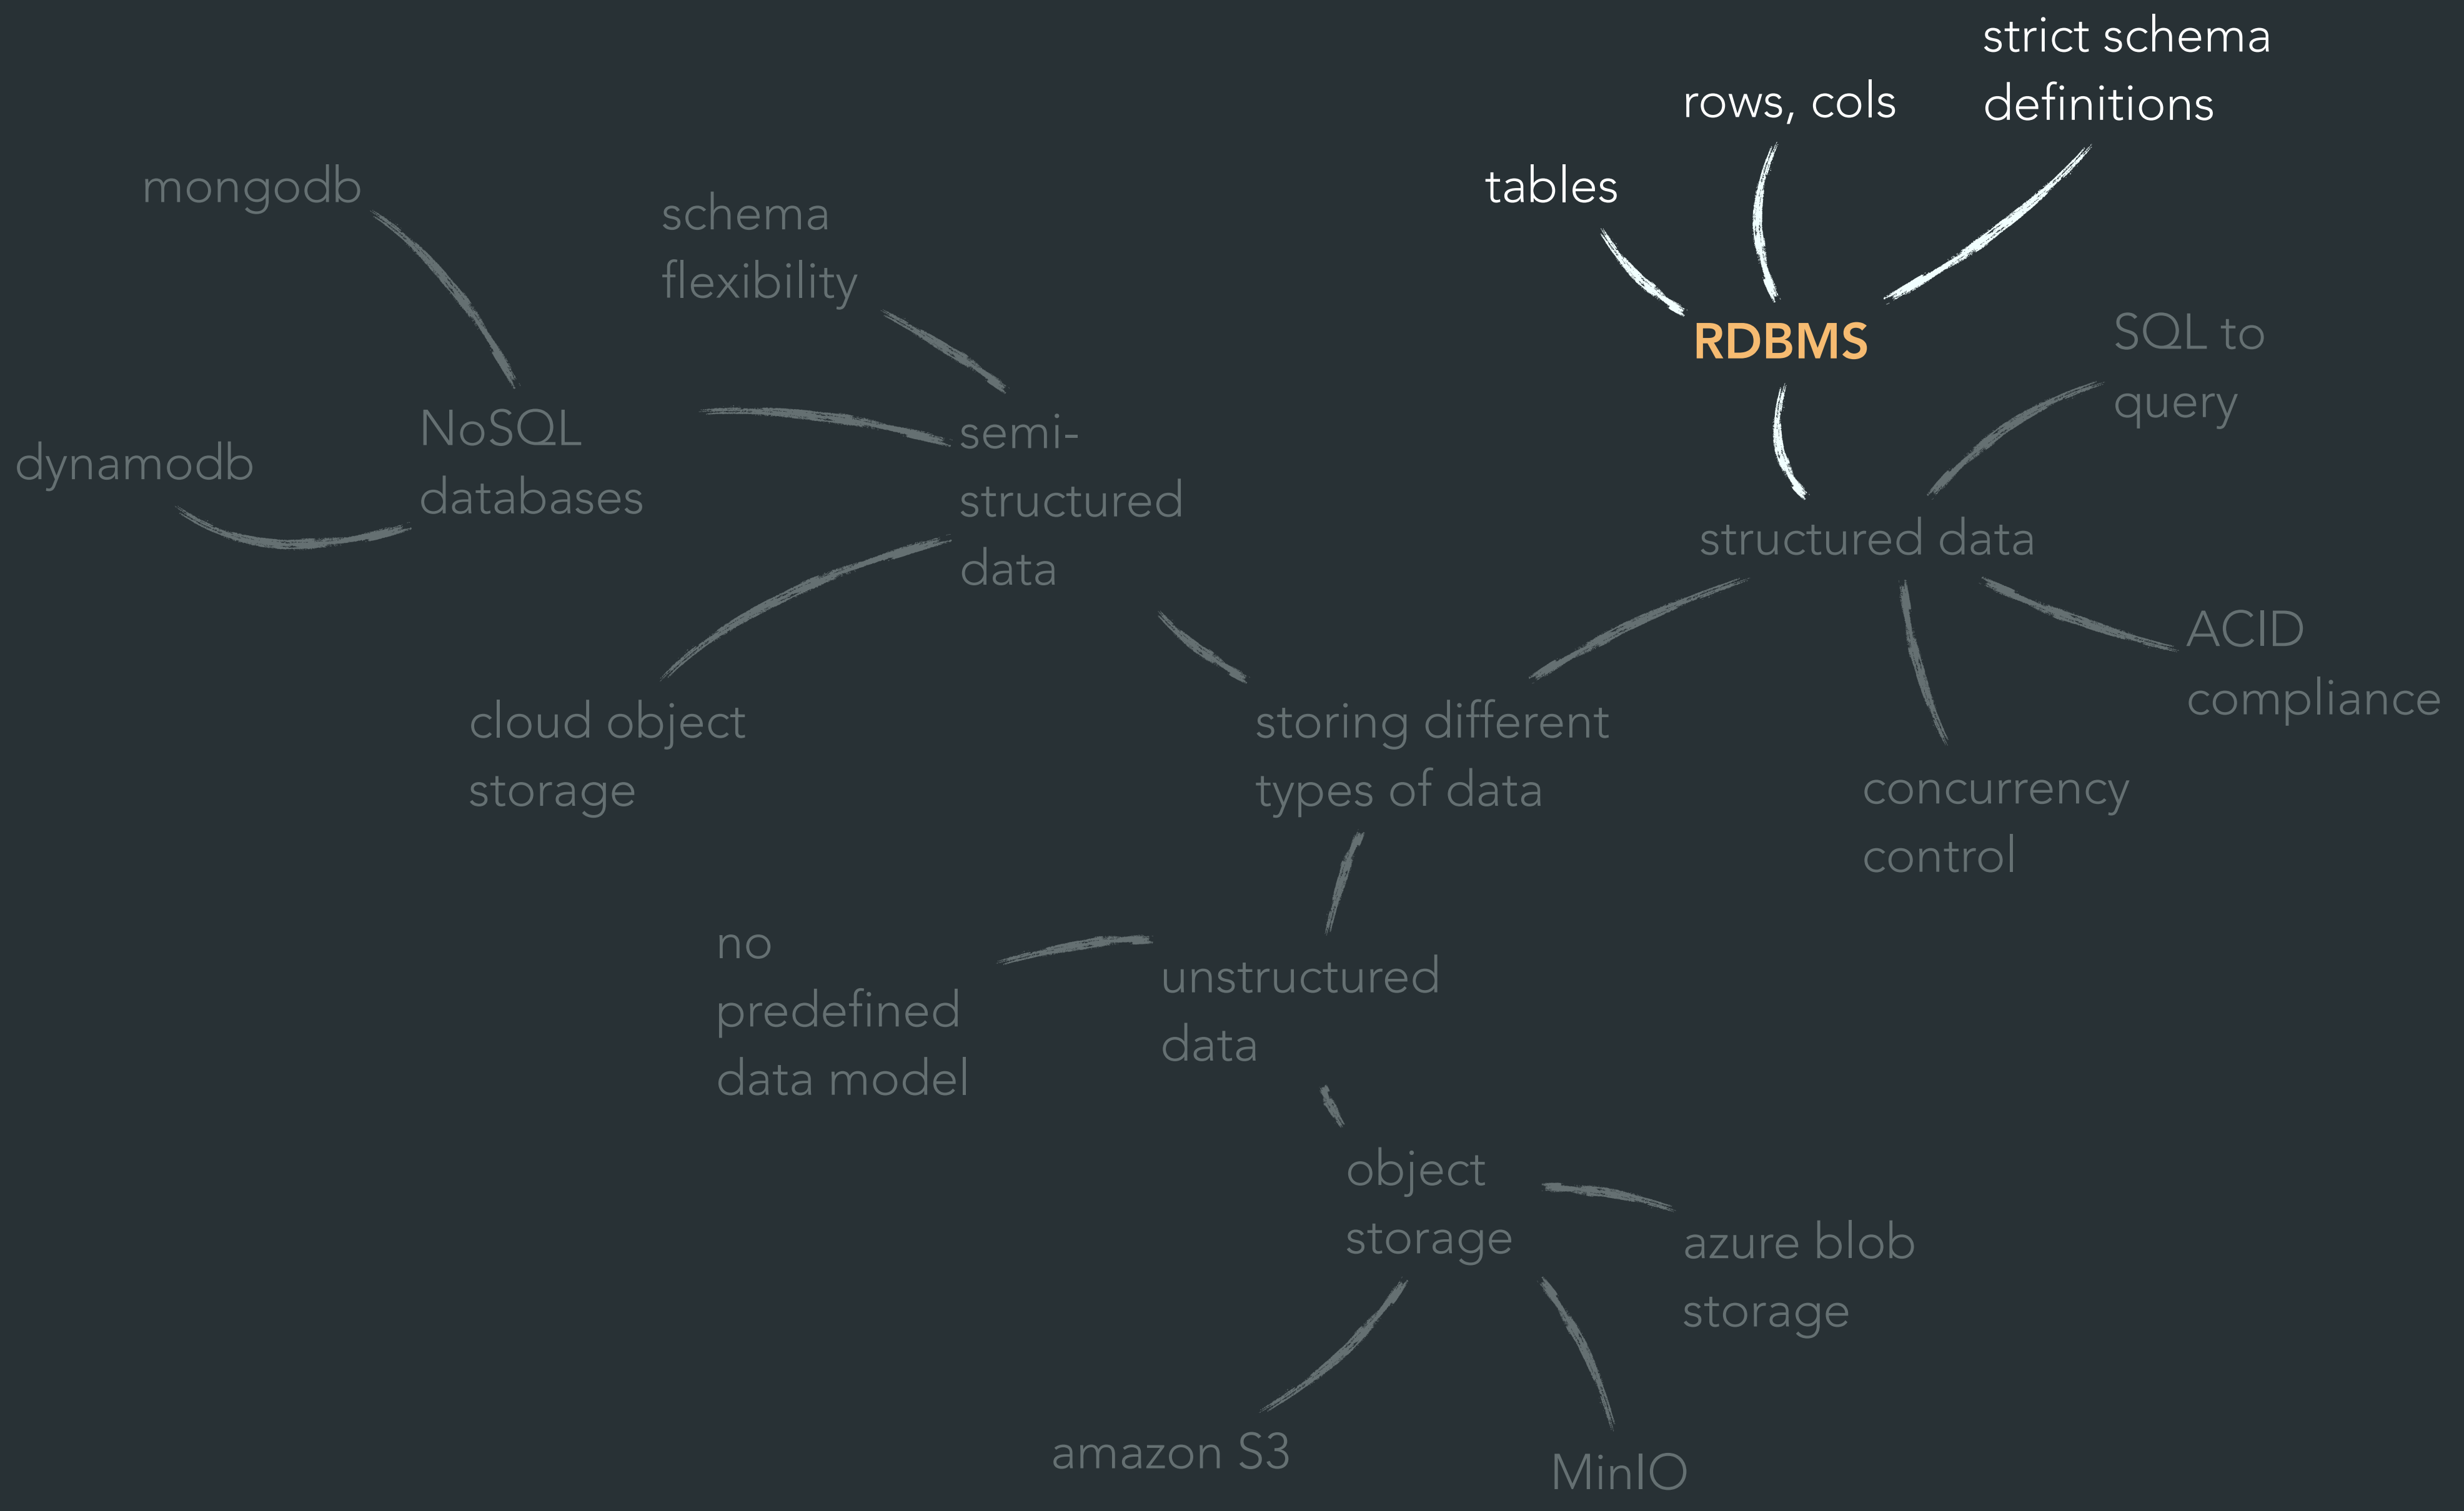 strict schema
definitions
rows, cols
tables
mongodb
schema
flexibility
RDBMS
SQL to
query
NoSQL
databases
dynamodb
semi-
structured
data
structured data
ACID
compliance
cloud object
storage
storing different
types of data
concurrency
control
no
predefined
data model
unstructured
data
object
storage
azure blob
storage
amazon S3
MinIO